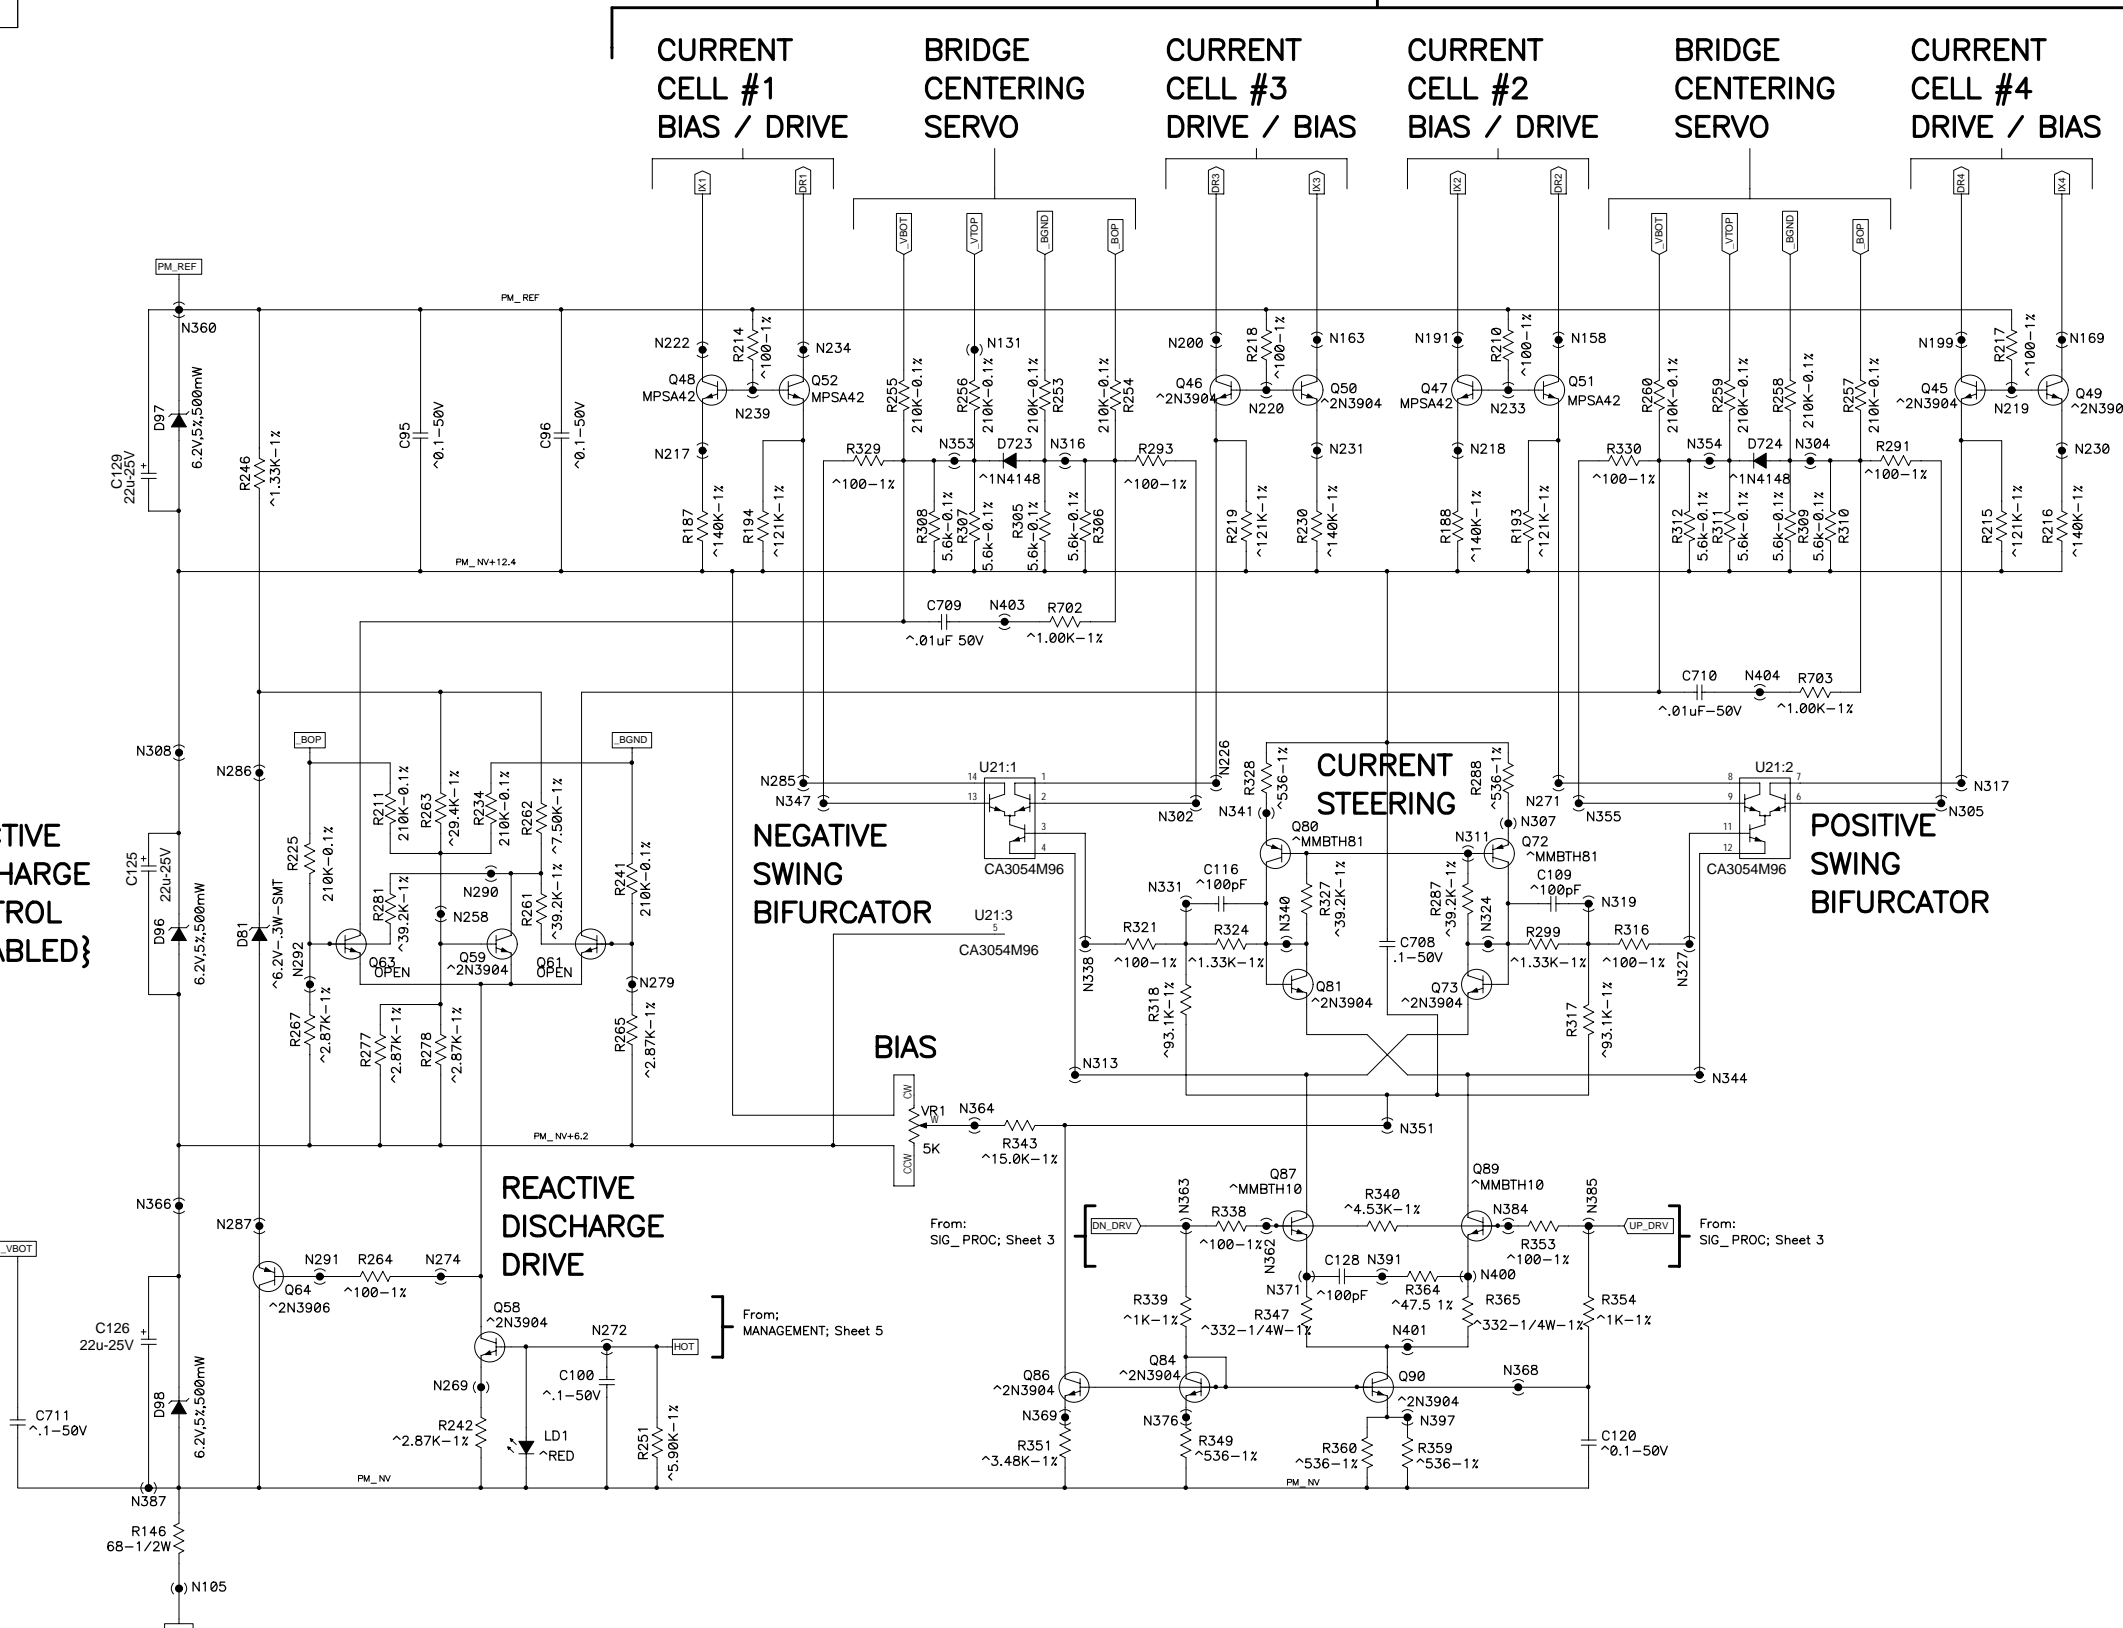 CURRENT
CELL #1
BIAS / DRIVE
BRIDGE
CENTERING
SERVO
CURRENT
CELL #3
DRIVE / BIAS
CURRENT
CELL #2
BIAS / DRIVE
BRIDGE
CENTERING
SERVO
CURRENT
CELL #4
DRIVE / BIAS
IX1
DR1
DR3
IX3
IX2
DR2
DR4
IX4
_VBOT
_VTOP
_BGND
_BOP
_VBOT
_VTOP
_BGND
_BOP
PM_REF
PM_REF
N360
N222
R214
^100-1%
N234
N131
N200
R218
^100-1%
N163
N191
R210
^100-1%
N158
N199
R217
^100-1%
N169
Q48
MPSA42
Q52
MPSA42
N239
R255
210K-0.1%
R256
210K-0.1%
R253
210K-0.1%
R254
Q46
^2N3904
N220
Q50
^2N3904
Q47
MPSA42
N233
Q51
MPSA42
R260
210K-0.1%
R259
210K-0.1%
R258
210K-0.1%
R257
210K-0.1%
Q45
^2N3904
N219
Q49
^2N390
D97
6.2V,5%,500mW
C129
22u-25V
R246
^1.33K-1%
C95
^0.1-50V
C96
^0.1-50V
N217
R329
^100-1%
N353
D723
^1N4148
N316
R293
^100-1%
N231
N218
R330
^100-1%
N354
D724
^1N4148
N304
R291
^100-1%
N230
R187
^140K-1%
R194
^121K-1%
R308
5.6k-0.1%
R307
5.6k-0.1%
R305
5.6k-0.1%
5.6k-0.1%
R306
R219
^121K-1%
R230
^140K-1%
R188
^140K-1%
R193
^121K-1%
R312
5.6k-0.1%
R311
5.6k-0.1%
5.6k-0.1%
R309
5.6k-0.1%
R310
R215
^121K-1%
R216
^140K-1%
PM_NV+12.4
C709
^.01uF 50V
N403
R702
^1.00K-1%
C710
^.01uF-50V
N404
R703
^1.00K-1%
N308
N286
_BOP
_BGND
N285
N347
U21:1
14
13
1
2
3
4
CA3054M96
N226
N302
R328
^536-1%
CURRENT
STEERING
R288
^536-1%
N271
N355
U21:2
8
9
11
12
7
6
CA3054M96
N317
N305
CTIVE
HARGE
TROL
ABLED}
C125
22u-25V
D96
6.2V,5%,500mW
D81
^6.2V-.3W-SMT
R225
210K-0.1%
R211
210K-0.1%
R263
^29.4K-1%
R234
210K-0.1%
R262
^7.50K-1%
R281
^39.2K-1%
N290
N258
R261
^39.2K-1%
R241
210K-0.1%
N292
Q63
OPEN
Q59
^2N3904
Q61
OPEN
N279
R267
^2.87K-1%
R277
^2.87K-1%
R278
^2.87K-1%
R265
^2.87K-1%
NEGATIVE
SWING
BIFURCATOR
U21:3
5
CA3054M96
POSITIVE
SWING
BIFURCATOR
N341
Q80
^MMBTH81
N311
N307
Q72
^MMBTH81
C116
^100pF
N331
R327
^39.2K-1%
R287
^39.2K-1%
C109
^100pF
N319
R321
^100-1%
R324
^1.33K-1%
N340
C708
.1-50V
N324
R299
^1.33K-1%
R316
^100-1%
N338
N327
R318
^93.1K-1%
Q81
^2N3904
Q73
^2N3904
R317
^93.1K-1%
N313
N344
BIAS
CW
VR1
W
5K
CCW
N364
R343
^15.0K-1%
N351
PM_NV+6.2
N366
N287
REACTIVE
DISCHARGE
DRIVE
From:
SIG_PROC; Sheet 3
DN_DRV
N363
R338
^100-1%
N362
Q87
^MMBTH10
R340
^4.53K-1%
Q89
^MMBTH10
N384
R353
^100-1%
N385
UP_DRV
From:
SIG_PROC; Sheet 3
_VBOT
Q64
^2N3906
N291
R264
^100-1%
N274
N371
C128
^100pF
N391
R364
^47.5 1%
N400
C126
22u-25V
D98
6.2V,5%,500mW
Q58
^2N3904
N272
HOT
From;
MANAGEMENT; Sheet 5
R339
^1K-1%
R347
^332-1/4W-1%
R365
^332-1/4W-1%
R354
^1K-1%
N401
N269
C100
^.1-50V
Q86
^2N3904
Q84
^2N3904
Q90
^2N3904
N368
C711
^.1-50V
R242
^2.87K-1%
LD1
^RED
R251
^5.90K-1%
N369
R351
^3.48K-1%
N376
R349
^536-1%
N397
R360
^536-1%
R359
^536-1%
C120
^0.1-50V
PM_NV
PM_NV
N387
R146
68-1/2W
N105